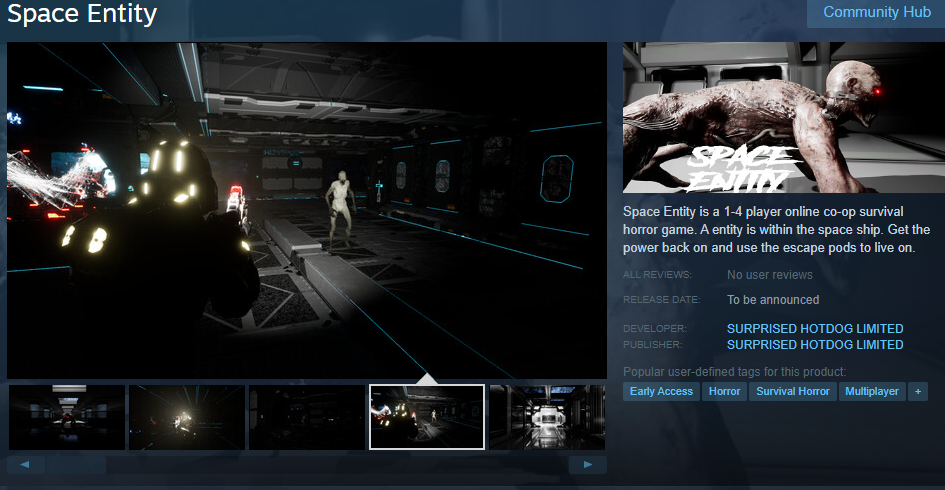 Space Entity
Community Hub
SPACE
ENTITY
Space Entity is a 1-4 player online co-op survival
horror game. A entity is within the space ship. Get the
power back on and use the escape pods to live on.
ALL REVIEWS: No user reviews
RELEASE DATE: To be announced
DEVELOPER: SURPRISED HOTDOG LIMITED
PUBLISHER: SURPRISED HOTDOG LIMITED
Popular user-defined tags for this product:
Early Access Horror Survival Horror Multiplayer +